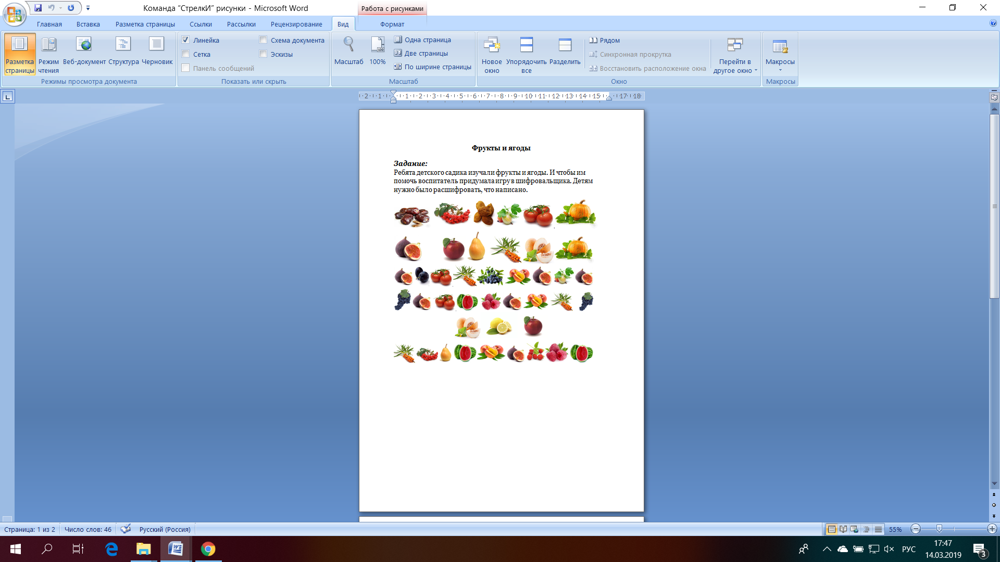 Команда “СтрелкИ” рисунки - Microsoft Word
Работа с рисунками
Главная Вставка Разметка страницы Ссылки Рассылки Рецензирование Вид Формат
Разметка страницы
Режим чтения
Веб-документ
Структура
Черновик
Режимы просмотра документа
Линейка
Сетка
Панель сообщений
Схема документа
Эскизы
Показать или скрыть
Масштаб
100%
Одна страница
Две страницы
По ширине страницы
Масштаб
Новое окно
Упорядочить все
Разделить
Рядом
Синхронная прокрутка
Восстановить расположение окна
Перейти в другое окно
Окно
Макросы
Макросы
2 1 1 2 3 4 5 6 7 8 9 10 11 12 13 14 15 17 18
Фрукты и ягоды
Задание:
Ребята детского садика изучали фрукты и ягоды. И чтобы им
помочь воспитатель придумала игру в шифровальщика. Детям
нужно было расшифровать, что написано.
Страница: 1 из 2 Число слов: 46 Русский (Россия) 55%
РУС 17:47
14.03.2019
3